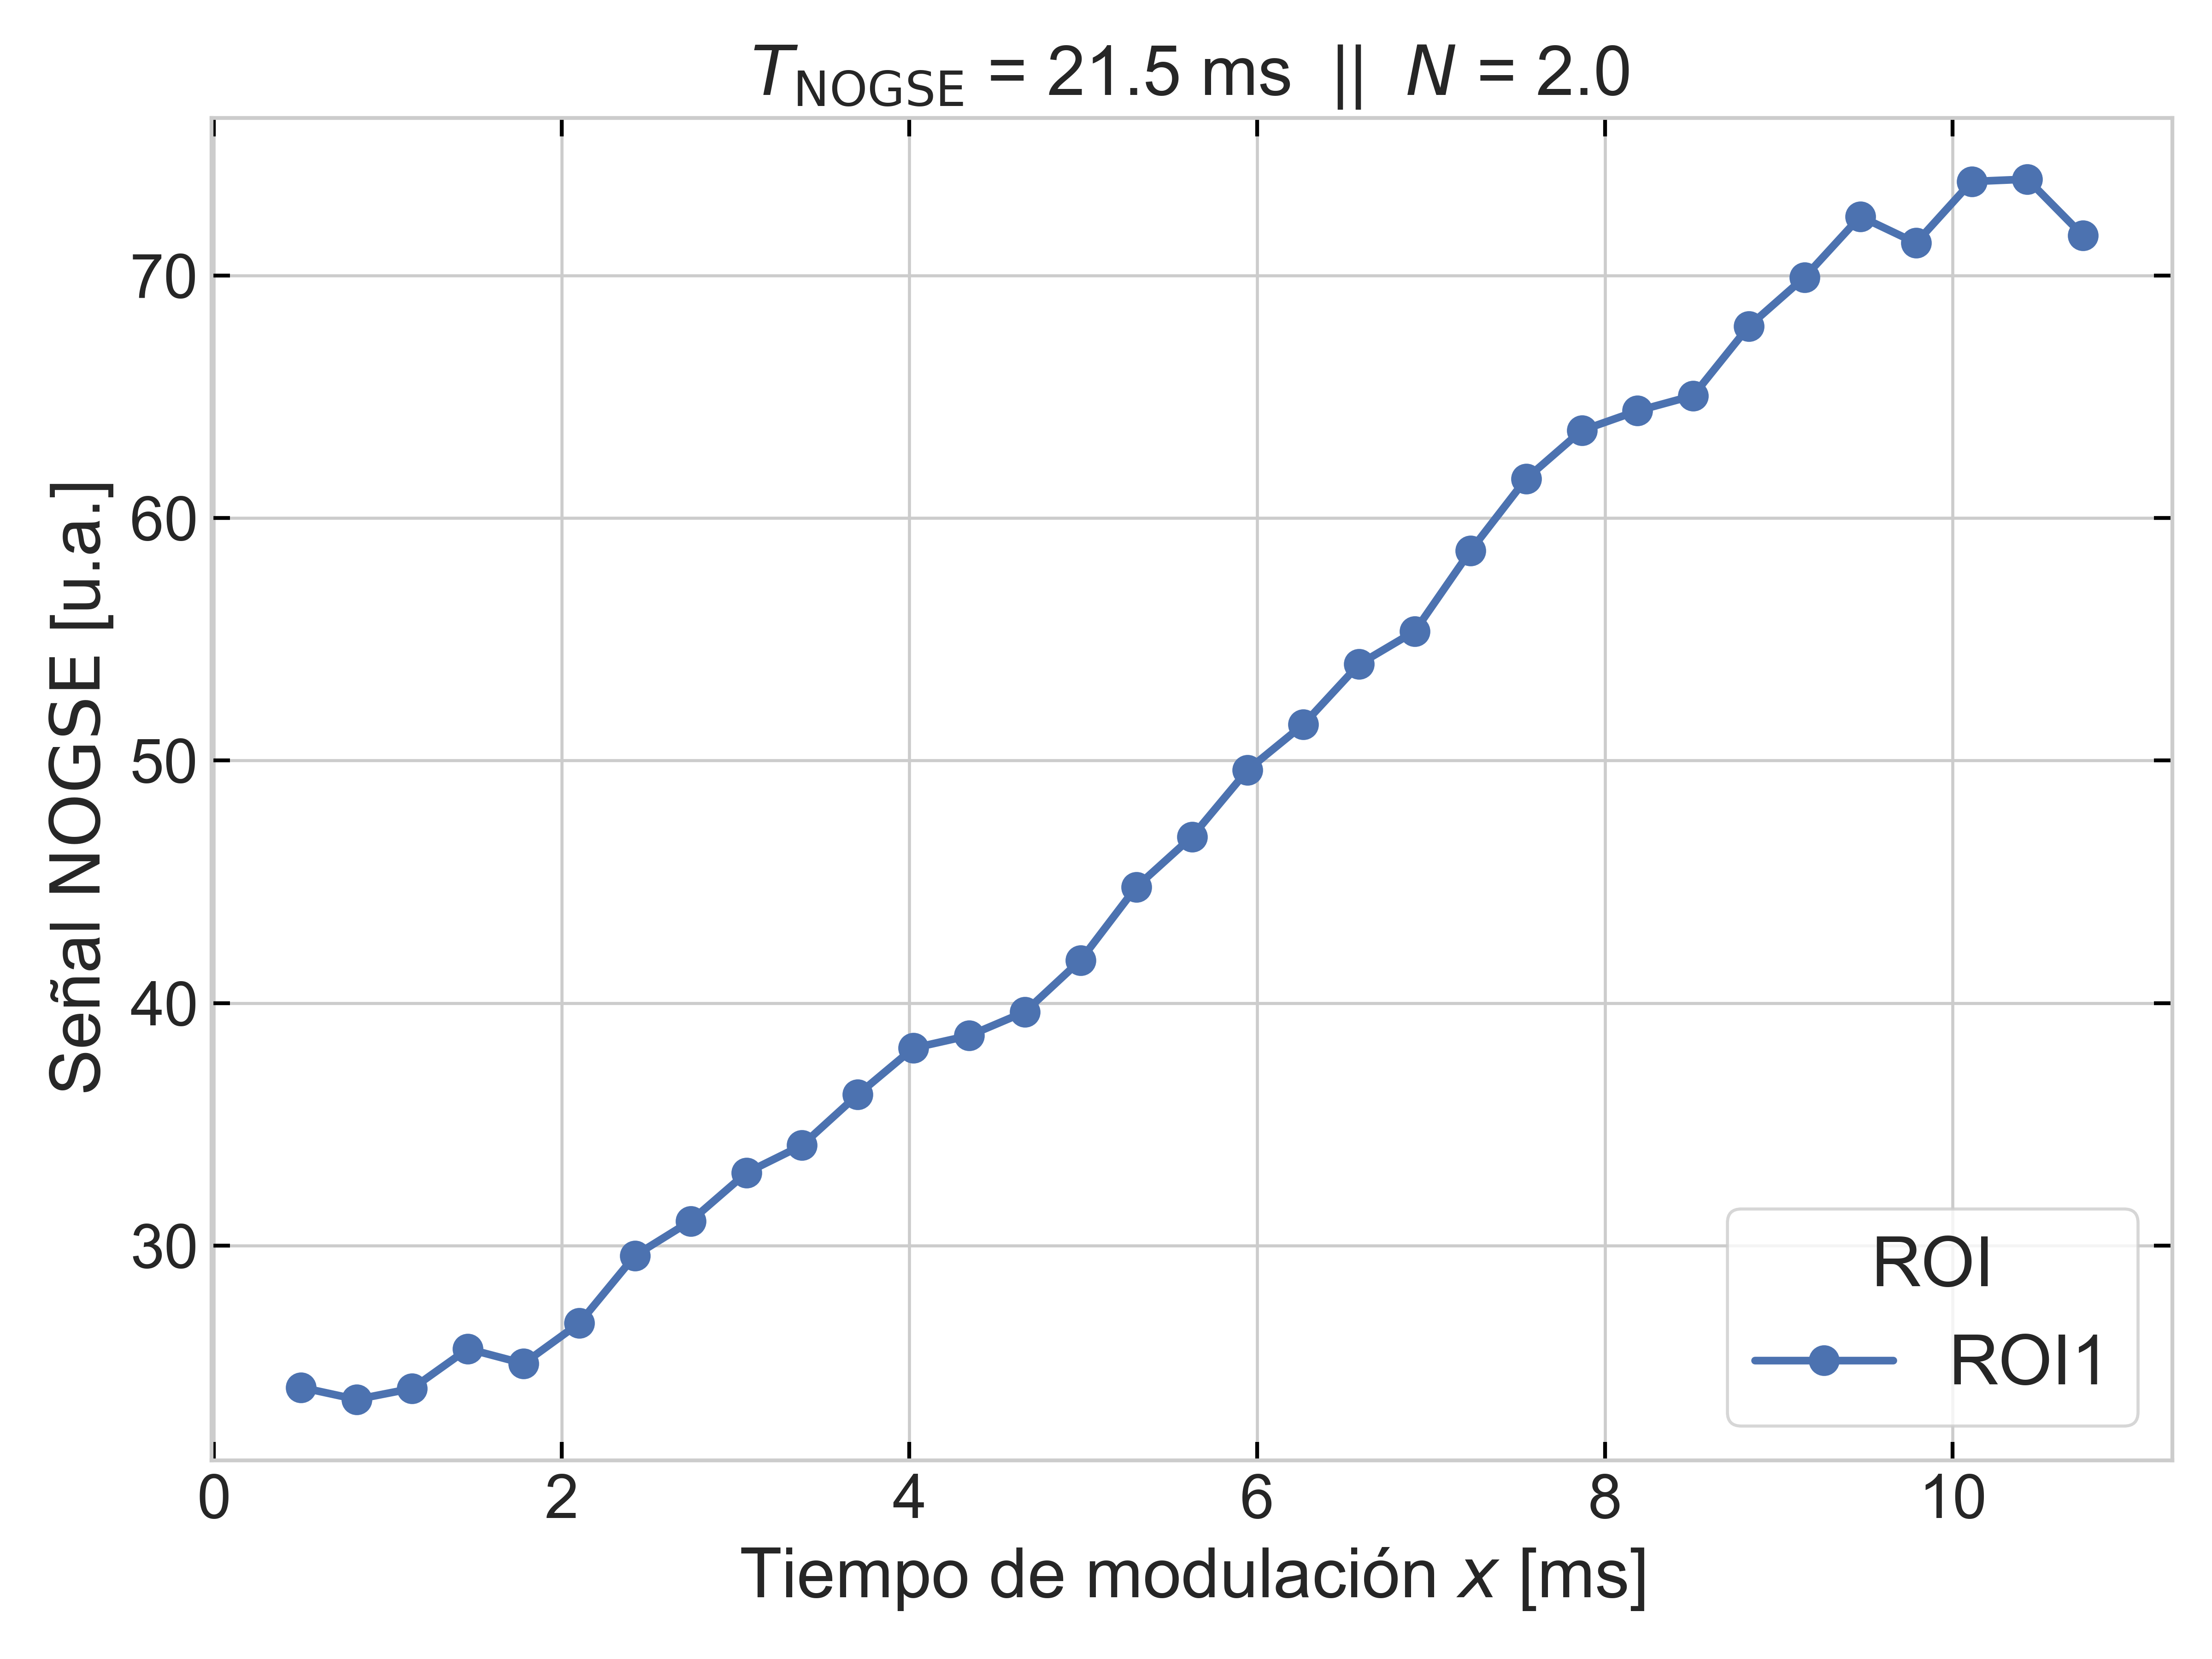 T_NOGSE = 21.5 ms || N = 2.0
Señal NOGSE [u.a.]
70
60
50
40
30
0 2 4 6 8 10
Tiempo de modulación x [ms]
ROI
ROI1